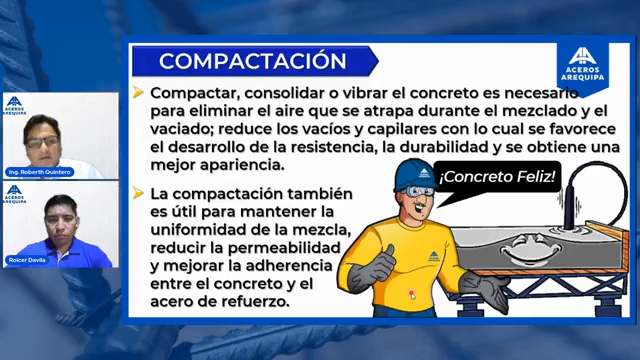 COMPACTACIÓN
ACEROS
AREQUIPA
Compactar, consolidar o vibrar el concreto es necesario
para eliminar el aire que se atrapa durante el mezclado y el
vaciado; reduce los vacíos y capilares con lo cual se favorece
el desarrollo de la resistencia, la durabilidad y se obtiene una
mejor apariencia.
La compactación también
es útil para mantener la
uniformidad de la mezcla,
reducir la permeabilidad
y mejorar la adherencia
entre el concreto y el
acero de refuerzo.
¡Concreto Feliz!
ACEROS
AREQUIPA
Ing. Roberth Quintero
ACEROS
AREQUIPA
Roicer Davila